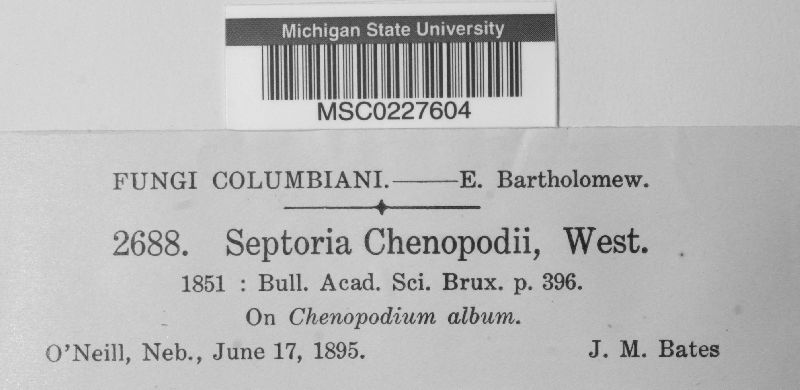 Michigan State University
MSC0227604
FUNGI COLUMBIANI.——E. Bartholomew.
2688. Septoria Chenopodii, West.
1851 : Bull. Acad. Sci. Brux. p. 396.
On Chenopodium album.
O'Neill, Neb., June 17, 1895. J. M. Bates